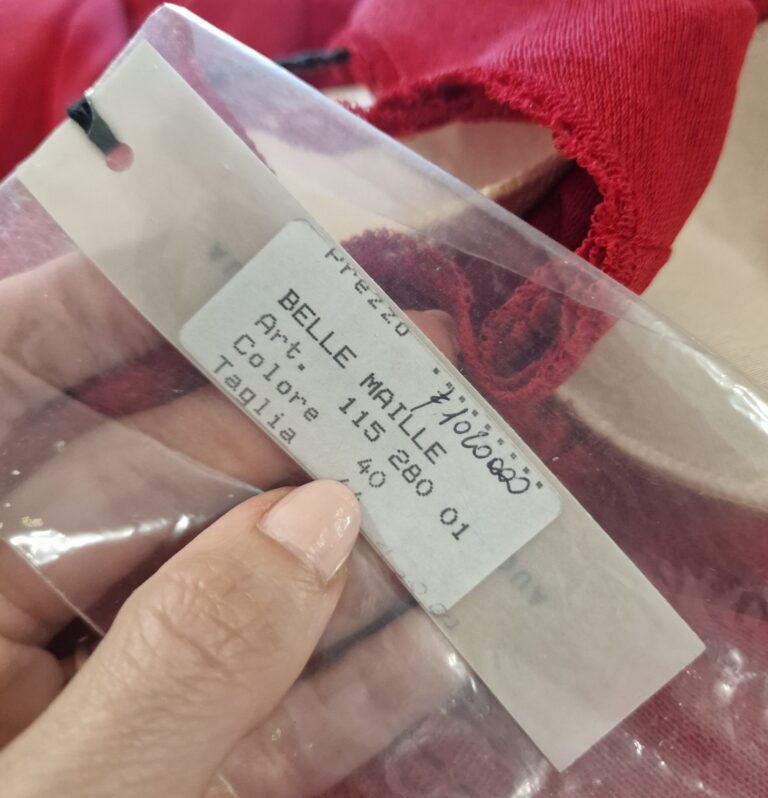 Prezzo
BELLE MAILLE
Art. 115 280 01
Colore 40
Taglia